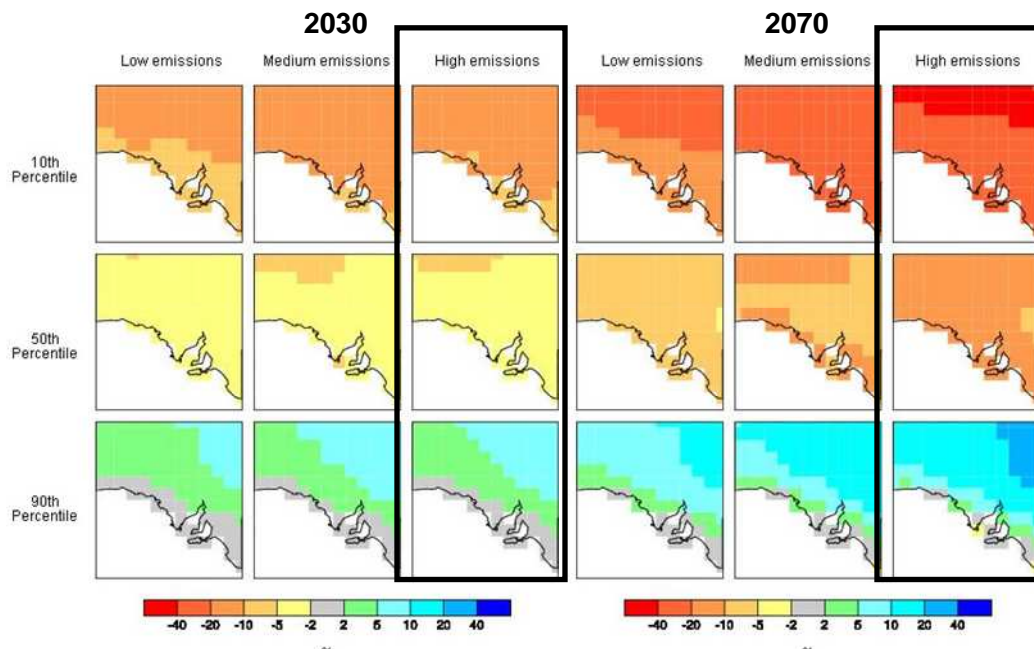 2030 2070
Low emissions Medium emissions High emissions Low emissions Medium emissions High emissions
10th
Percentile
50th
Percentile
90th
Percentile
-40 -20 -10 -5 -2 2 5 10 20 40 -40 -20 -10 -5 -2 2 5 10 20 40